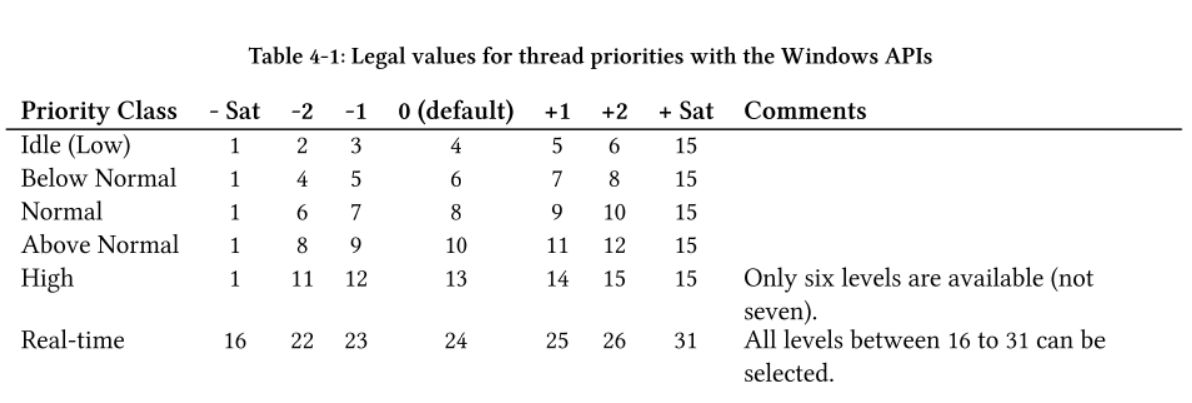 Table 4-1: Legal values for thread priorities with the Windows APIs
Priority Class - Sat -2 -1 0 (default) +1 +2 + Sat Comments
Idle (Low) 1 2 3 4 5 6 15
Below Normal 1 4 5 6 7 8 15
Normal 1 6 7 8 9 10 15
Above Normal 1 8 9 10 11 12 15
High 1 11 12 13 14 15 15 Only six levels are available (not
seven).
Real-time 16 22 23 24 25 26 31 All levels between 16 to 31 can be
selected.